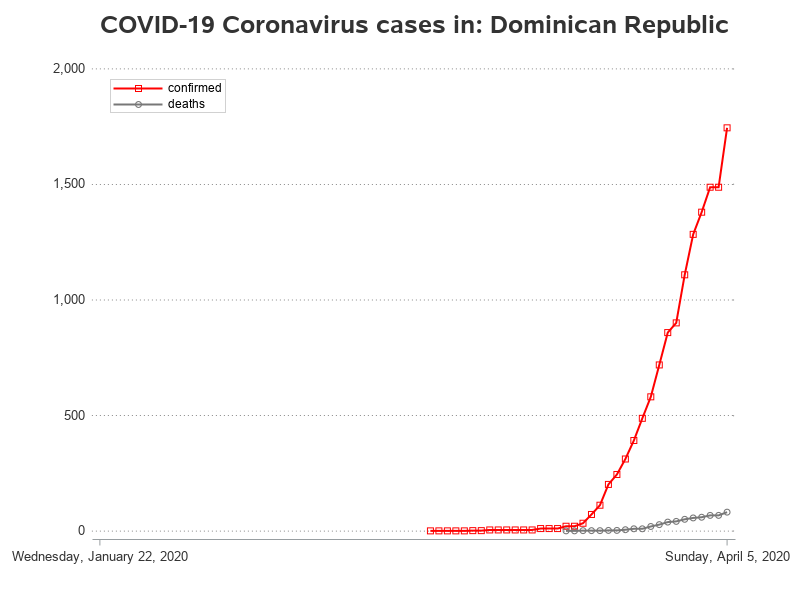 COVID-19 Coronavirus cases in: Dominican Republic
2,000
confirmed
deaths
1,500
1,000
500
0
Wednesday, January 22, 2020
Sunday, April 5, 2020